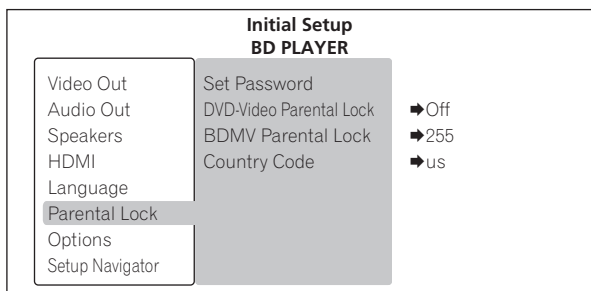 Initial Setup
BD PLAYER
Video Out
Audio Out
Speakers
HDMI
Language
Parental Lock
Options
Setup Navigator
Set Password
DVD-Video Parental Lock ➡Off
BDMV Parental Lock ➡255
Country Code ➡us